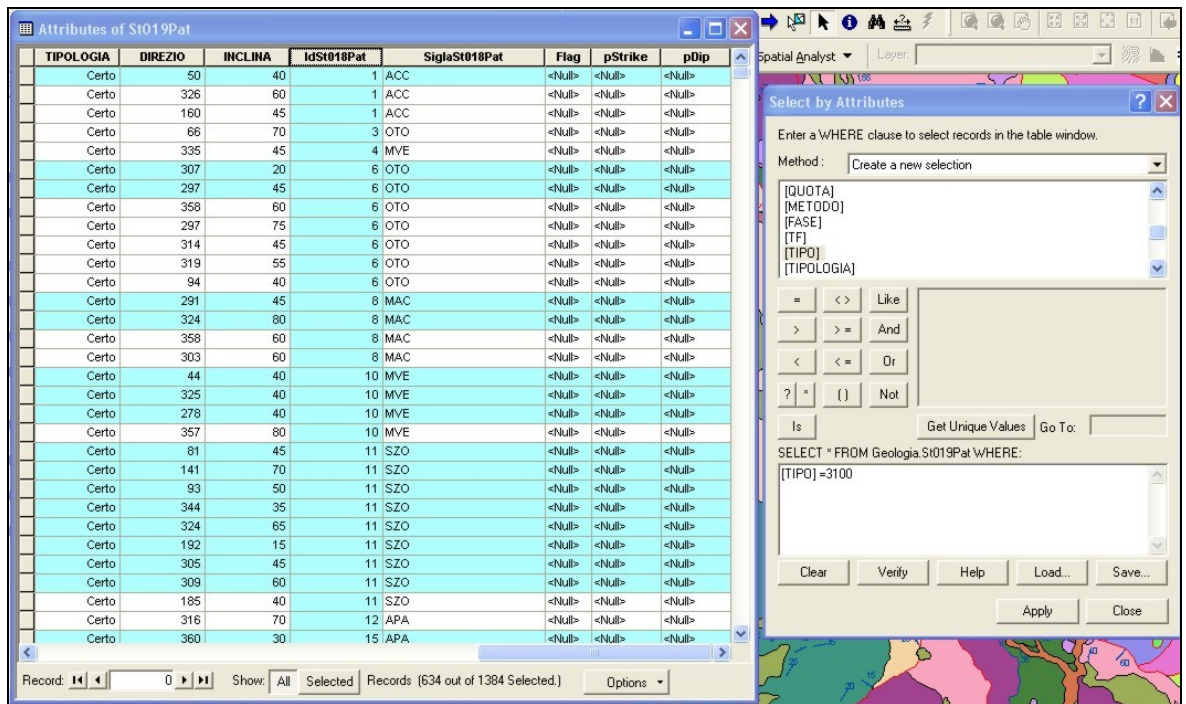 Attributes of St019Pat
TIPOLOGIA DIREZIO INCLINA IdSt018Pat SiglaSt018Pat Flag pStrike pDip
Certo 50 40 1 ACC <Null> <Null> <Null>
Certo 326 60 1 ACC <Null> <Null> <Null>
Certo 160 45 1 ACC <Null> <Null> <Null>
Certo 66 70 3 OTO <Null> <Null> <Null>
Certo 335 45 4 MVE <Null> <Null> <Null>
Certo 307 20 6 OTO <Null> <Null> <Null>
Certo 297 45 6 OTO <Null> <Null> <Null>
Certo 358 60 6 OTO <Null> <Null> <Null>
Certo 297 75 6 OTO <Null> <Null> <Null>
Certo 314 45 6 OTO <Null> <Null> <Null>
Certo 319 55 6 OTO <Null> <Null> <Null>
Certo 94 40 6 OTO <Null> <Null> <Null>
Certo 291 45 8 MAC <Null> <Null> <Null>
Certo 324 80 8 MAC <Null> <Null> <Null>
Certo 358 60 8 MAC <Null> <Null> <Null>
Certo 303 60 8 MAC <Null> <Null> <Null>
Certo 44 40 10 MVE <Null> <Null> <Null>
Certo 325 40 10 MVE <Null> <Null> <Null>
Certo 278 40 10 MVE <Null> <Null> <Null>
Certo 357 80 10 MVE <Null> <Null> <Null>
Certo 81 45 11 SZO <Null> <Null> <Null>
Certo 141 70 11 SZO <Null> <Null> <Null>
Certo 93 50 11 SZO <Null> <Null> <Null>
Certo 344 35 11 SZO <Null> <Null> <Null>
Certo 324 65 11 SZO <Null> <Null> <Null>
Certo 192 15 11 SZO <Null> <Null> <Null>
Certo 305 45 11 SZO <Null> <Null> <Null>
Certo 309 60 11 SZO <Null> <Null> <Null>
Certo 185 40 11 SZO <Null> <Null> <Null>
Certo 316 70 12 APA <Null> <Null> <Null>
Certo 360 30 15 APA <Null> <Null> <Null>
Record: 0 Show: All Selected Records (634 out of 1384 Selected.) Options
Spatial Analyst Layer:
Select by Attributes
Enter a WHERE clause to select records in the table window.
Method : Create a new selection
[QUOTA]
[METODO]
[FASE]
[TF]
[TIPO]
[TIPOLOGIA]
= < > Like
> > = And
< < = Or
? * ( ) Not
Is Get Unique Values Go To:
SELECT * FROM Geologia.St019Pat WHERE:
[TIPO] =3100
Clear Verify Help Load... Save...
Apply Close